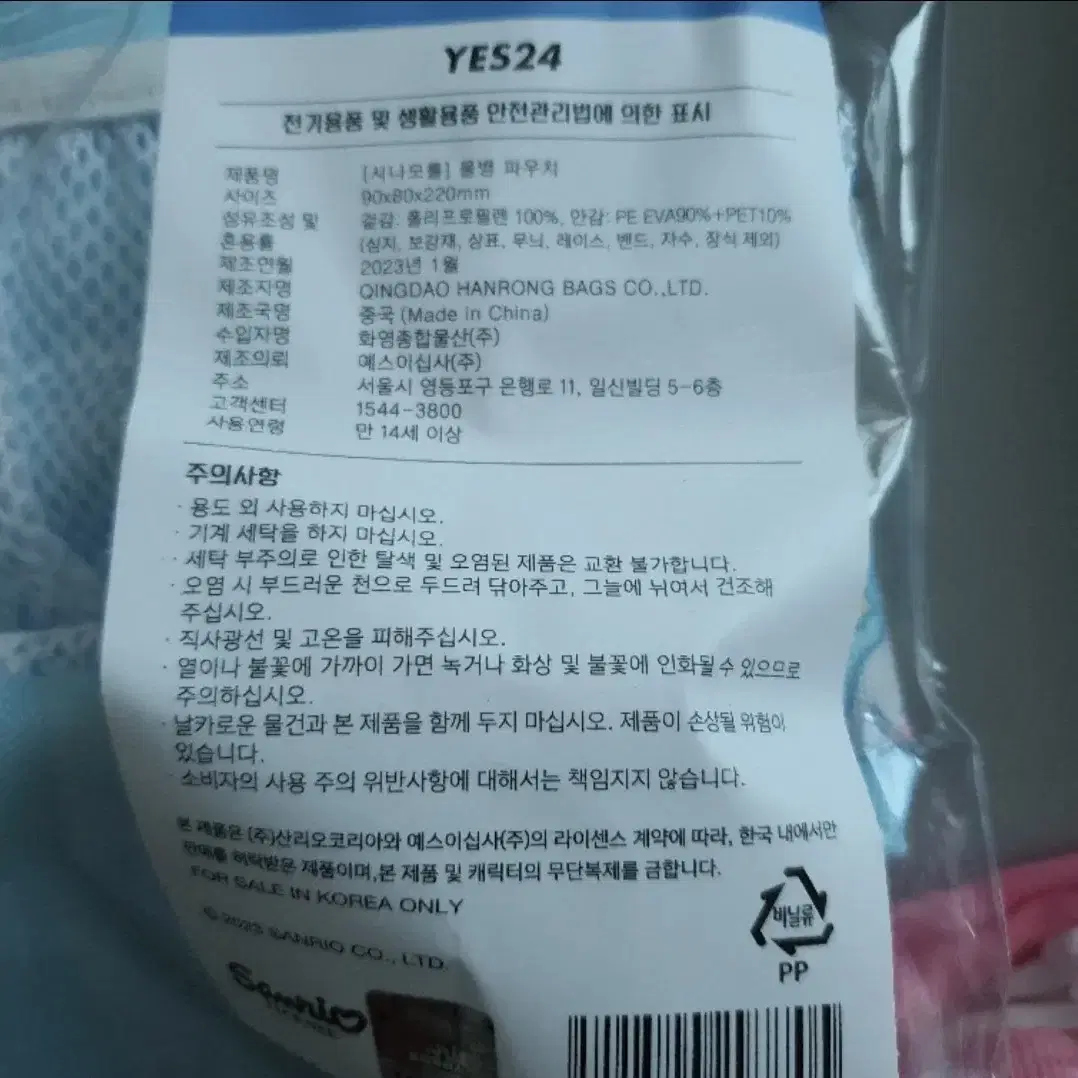 YES24
전기용품 및 생활용품 안전관리법에 의한 표시
제품명 [시나모롤] 물병 파우치
사이즈 90x80x220mm
섬유조성 및 겉감: 폴리프로필렌 100%, 안감: PE EVA90%+PET10%
혼용률 (심지, 보강재, 상표, 무늬, 레이스, 밴드, 자수, 장식 제외)
제조연월 2023년 1월
제조자명 QINGDAO HANRONG BAGS CO.,LTD.
제조국명 중국 (Made in China)
수입자명 화영종합물산(주)
제조의뢰 예스이십사(주)
주소 서울시 영등포구 은행로 11, 일신빌딩 5-6층
고객센터 1544-3800
사용연령 만 14세 이상
주의사항
· 용도 외 사용하지 마십시오.
· 기계 세탁을 하지 마십시오.
· 세탁 부주의로 인한 탈색 및 오염된 제품은 교환 불가합니다.
· 오염 시 부드러운 천으로 두드려 닦아주고, 그늘에 뉘여서 건조해
주십시오.
· 직사광선 및 고온을 피해주십시오.
· 열이나 불꽃에 가까이 가면 녹거나 화상 및 불꽃에 인화될 수 있으므로
주의하십시오.
· 날카로운 물건과 본 제품을 함께 두지 마십시오. 제품이 손상될 위험이
있습니다.
· 소비자의 사용 주의 위반사항에 대해서는 책임지지 않습니다.
본 제품은 (주)산리오코리아와 예스이십사(주)의 라이센스 계약에 따라, 한국 내에서만
판매를 허락받은 제품이며,본 제품 및 캐릭터의 무단복제를 금합니다.
FOR SALE IN KOREA ONLY
© 2023 SANRIO CO., LTD.
Sanrio
비닐류
PP